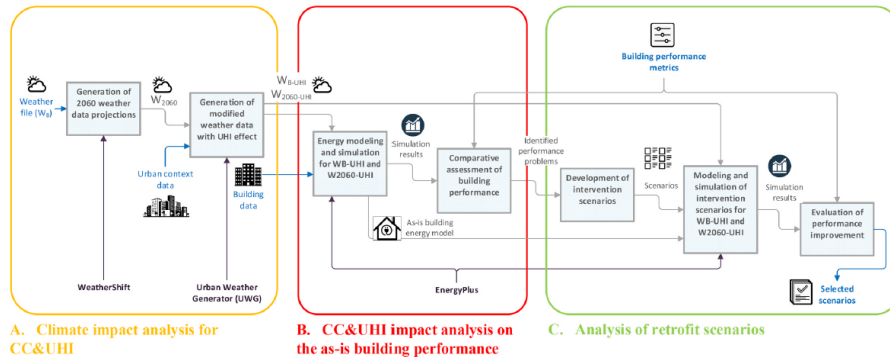 Weather
file (W₀)
Generation of
2060 weather
data projections
W₂₀₆₀
Generation of
modified
weather data
with UHI effect
W_B-UHI
W_2060-UHI
Urban context
data
Building
data
WeatherShift
Urban Weather
Generator (UWG)
A. Climate impact analysis for
CC&UHI
Energy modeling
and simulation
for WB-UHI and
W2060-UHI
Simulation
results
Comparative
assessment of
building
performance
Identified
performance
problems
As-is building
energy model
EnergyPlus
B. CC&UHI impact analysis on
the as-is building performance
Building performance
metrics
Development of
intervention
scenarios
Scenarios
Modeling and
simulation of
intervention
scenarios for
WB-UHI and
W2060-UHI
Simulation
results
Evaluation of
performance
improvement
Selected
scenarios
C. Analysis of retrofit scenarios